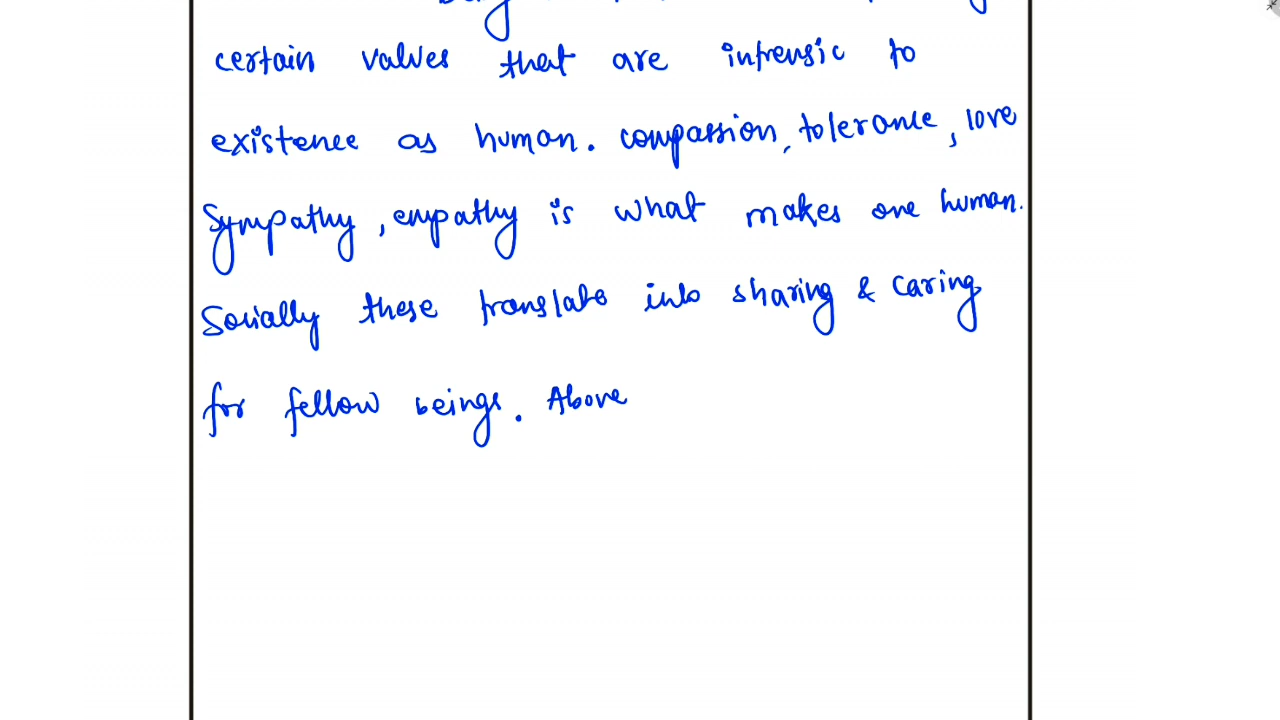 certain values that are intrensic to
existence as human. compassion, tolerance, love
Sympathy, empathy is what makes one human.
Socially these translate into sharing & caring
for fellow beings. Above